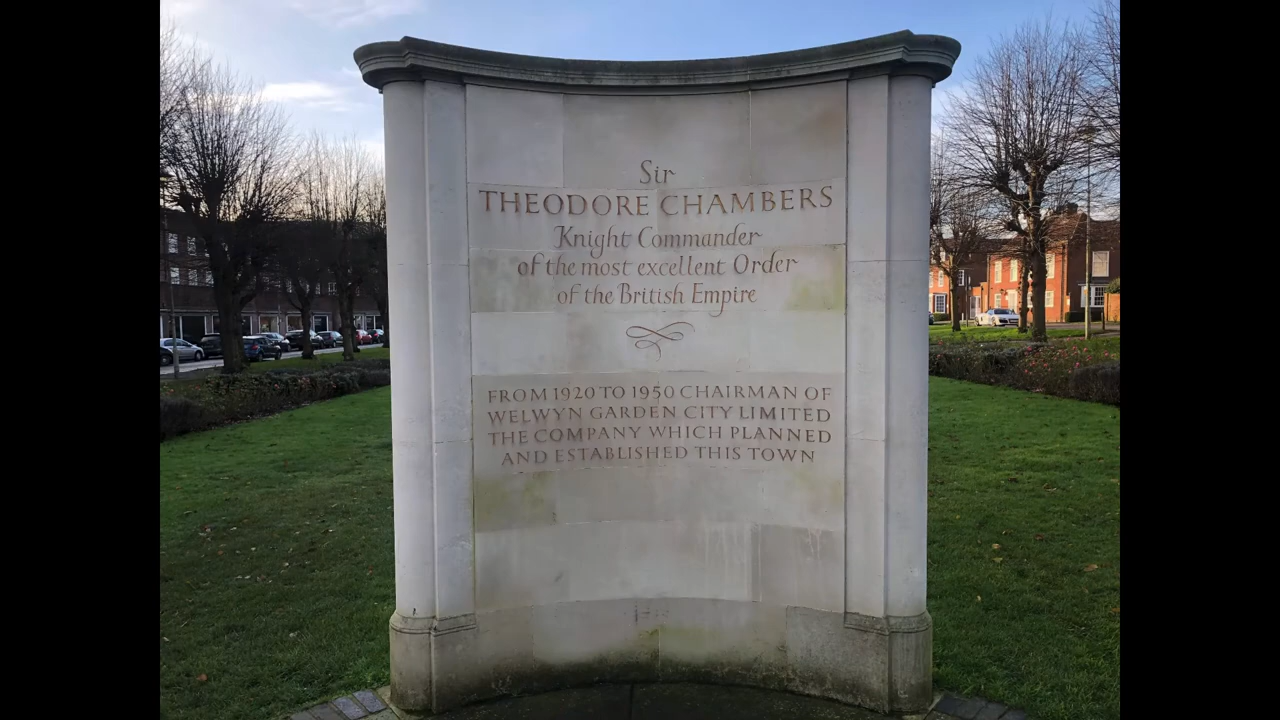 Sir
THEODORE CHAMBERS
Knight Commander
of the most excellent Order
of the British Empire
FROM 1920 TO 1950 CHAIRMAN OF
WELWYN GARDEN CITY LIMITED
THE COMPANY WHICH PLANNED
AND ESTABLISHED THIS TOWN